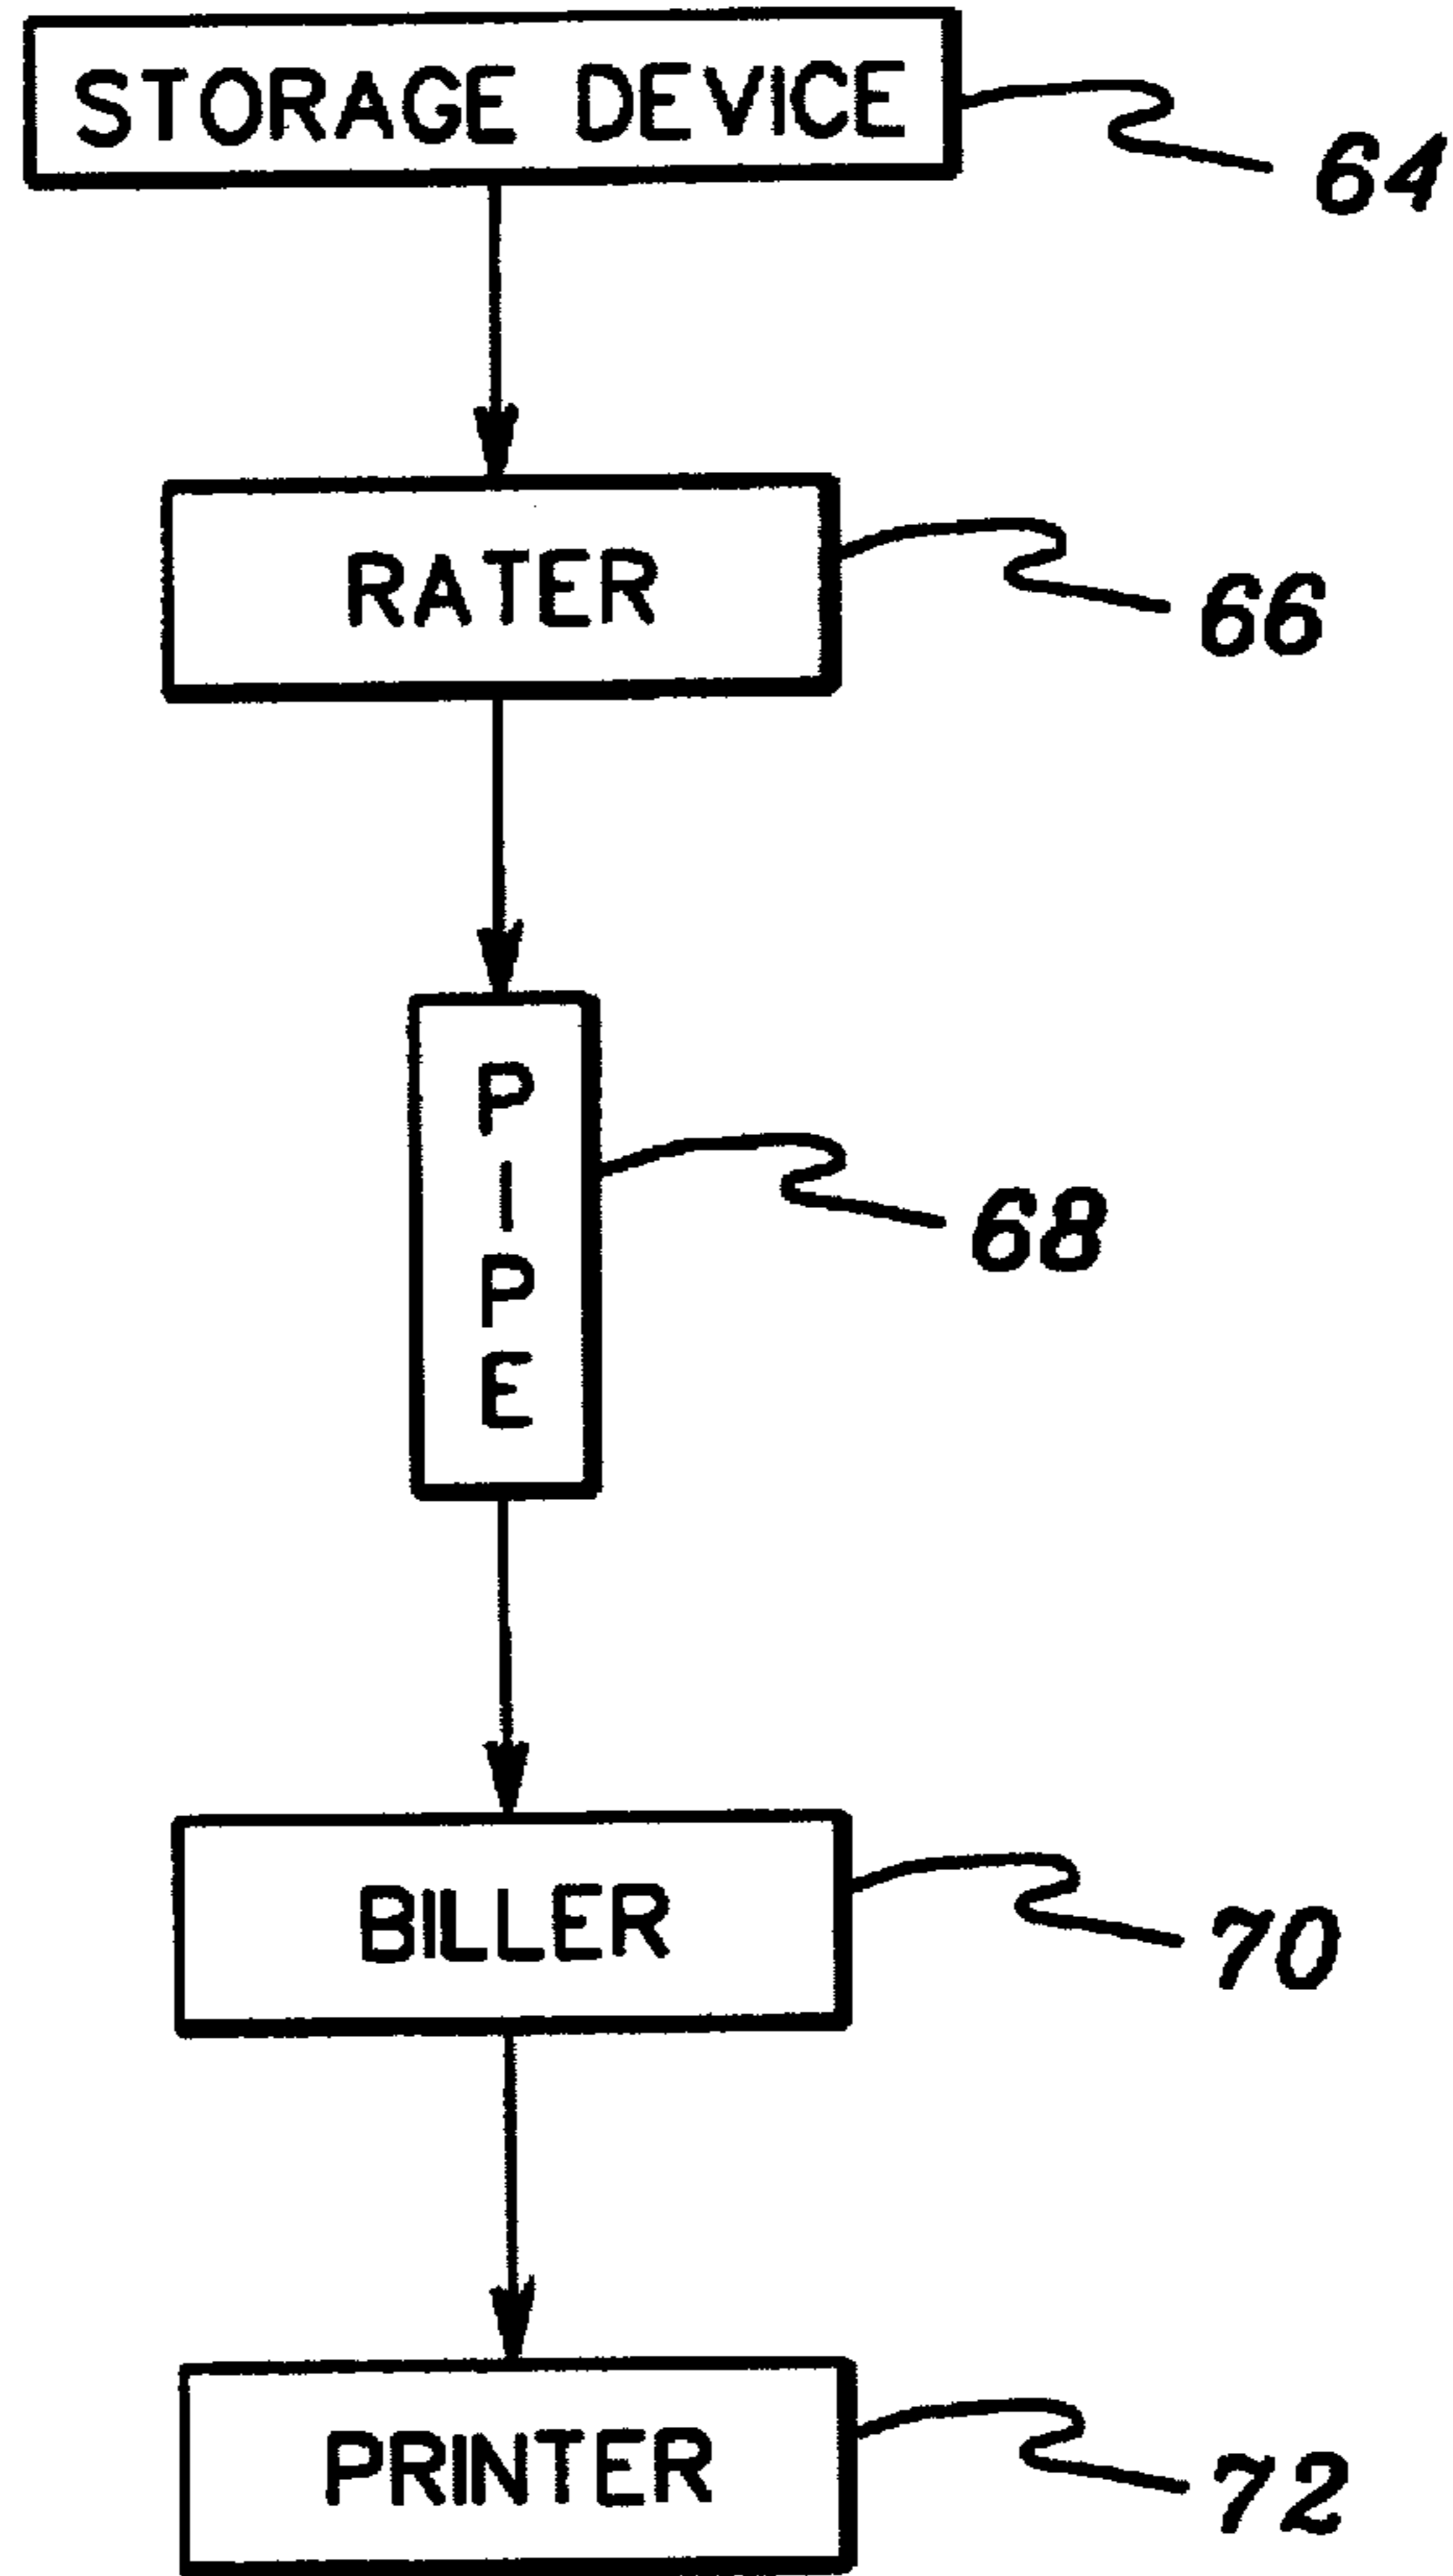 STORAGE DEVICE
64
RATER
66
P
I
P
E
68
BILLER
70
PRINTER
72